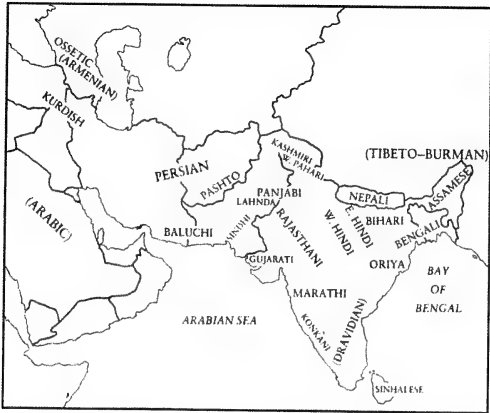 OSSETIC
(ARMENIAN)
KURDISH
(ARABIC)
PERSIAN
PASHTO
BALUCHI
KASHMIRI
W. PAHARI
PANJABI
LAHNDA
SINDHI
GUJARATI
RAJASTHANI
W. HINDI
E. HINDI
NEPALI
BIHARI
(TIBETO–BURMAN)
ASSAMESE
BENGALI
ORIYA
MARATHI
KONKANI
(DRAVIDIAN)
SINHALESE
ARABIAN SEA
BAY
OF
BENGAL